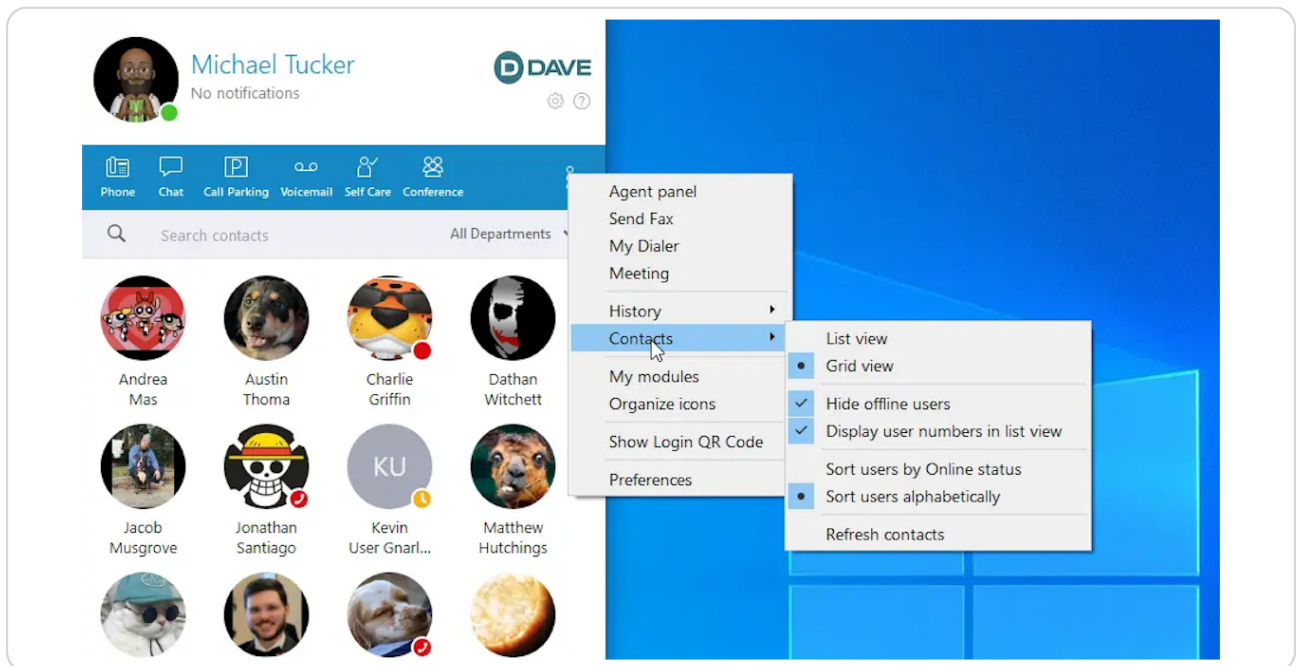 Michael Tucker
No notifications
D DAVE
Phone
Chat
Call Parking
Voicemail
Self Care
Conference
Search contacts
All Departments
Andrea
Mas
Austin
Thoma
Charlie
Griffin
Dathan
Witchett
Jacob
Musgrove
Jonathan
Santiago
KU
Kevin
User Gnarl...
Matthew
Hutchings
Agent panel
Send Fax
My Dialer
Meeting
History
Contacts
My modules
Organize icons
Show Login QR Code
Preferences
List view
Grid view
Hide offline users
Display user numbers in list view
Sort users by Online status
Sort users alphabetically
Refresh contacts